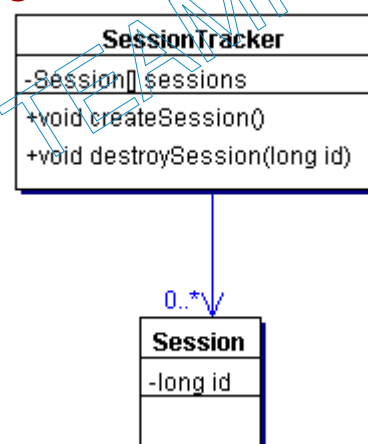 SessionTracker
-Session[] sessions
+void createSession()
+void destroySession(long id)
0..*
Session
-long id